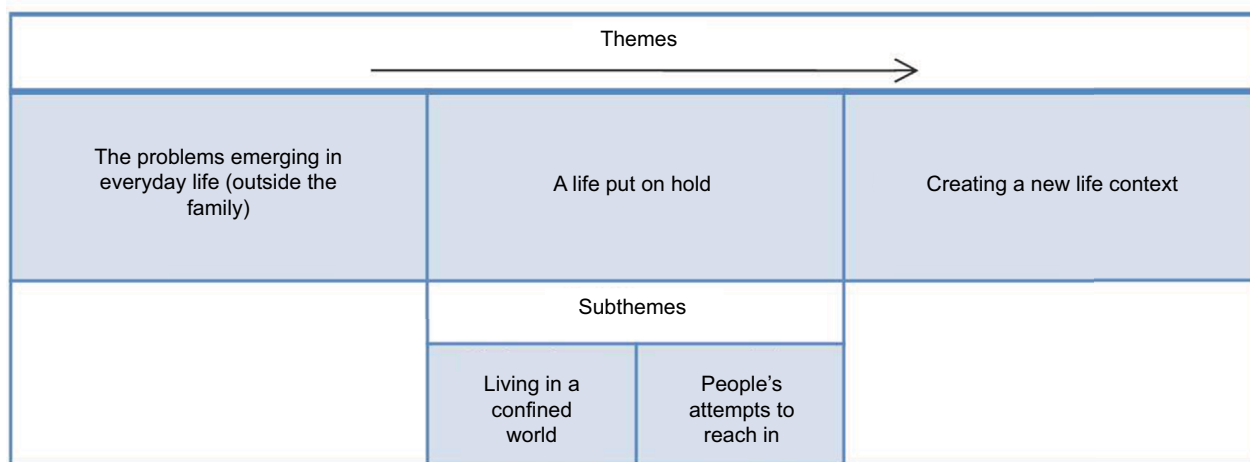 Themes
The problems emerging in
everyday life (outside the
family)
A life put on hold
Creating a new life context
Subthemes
Living in a
confined
world
People’s
attempts to
reach in